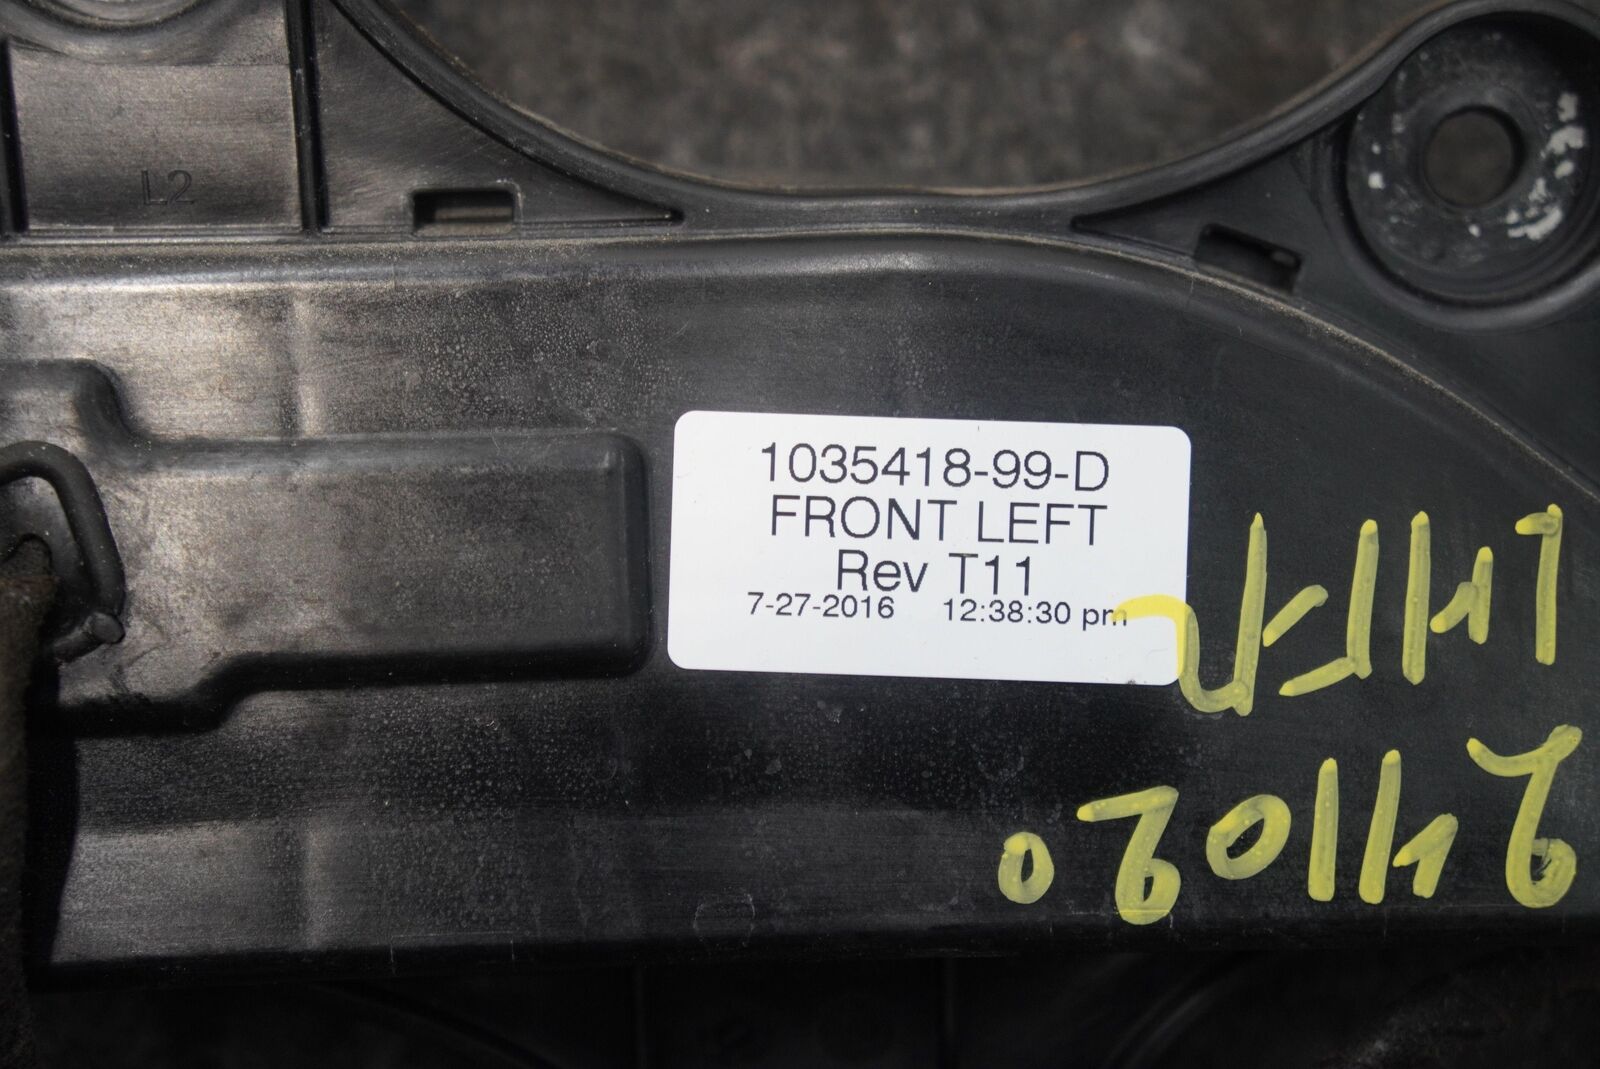 L2
1035418-99-D
FRONT LEFT
Rev T11
7-27-2016 12:38:30 pm